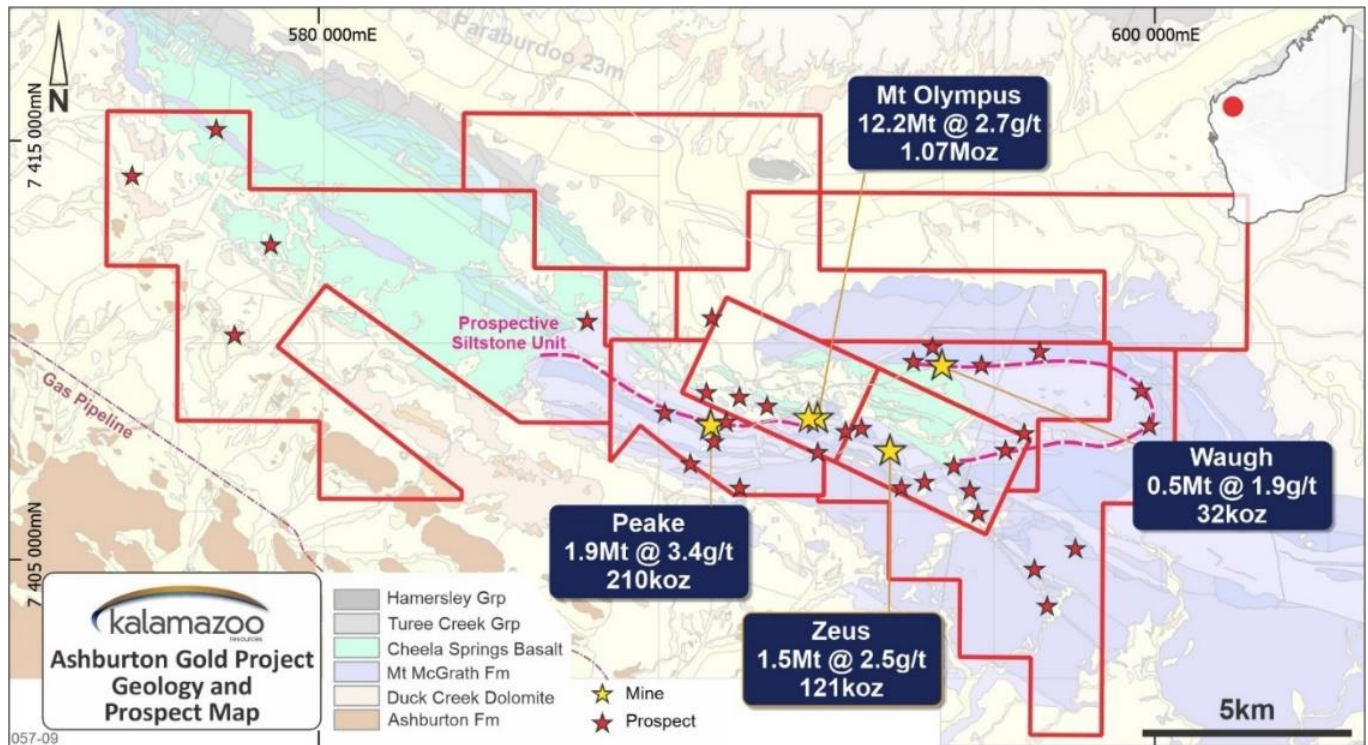 580 000mE
600 000mE
Paraburdoo 23m
N
7 415 000mN
Mt Olympus
12.2Mt @ 2.7g/t
1.07Moz
Prospective
Siltstone Unit
Gas Pipeline
Waugh
0.5Mt @ 1.9g/t
32koz
Peake
1.9Mt @ 3.4g/t
210koz
Zeus
1.5Mt @ 2.5g/t
121koz
7 405 000mN
kalamazoo
resources
Ashburton Gold Project
Geology and
Prospect Map
Hamersley Grp
Turee Creek Grp
Cheela Springs Basalt
Mt McGrath Fm
Duck Creek Dolomite
Ashburton Fm
Mine
Prospect
5km
057-09